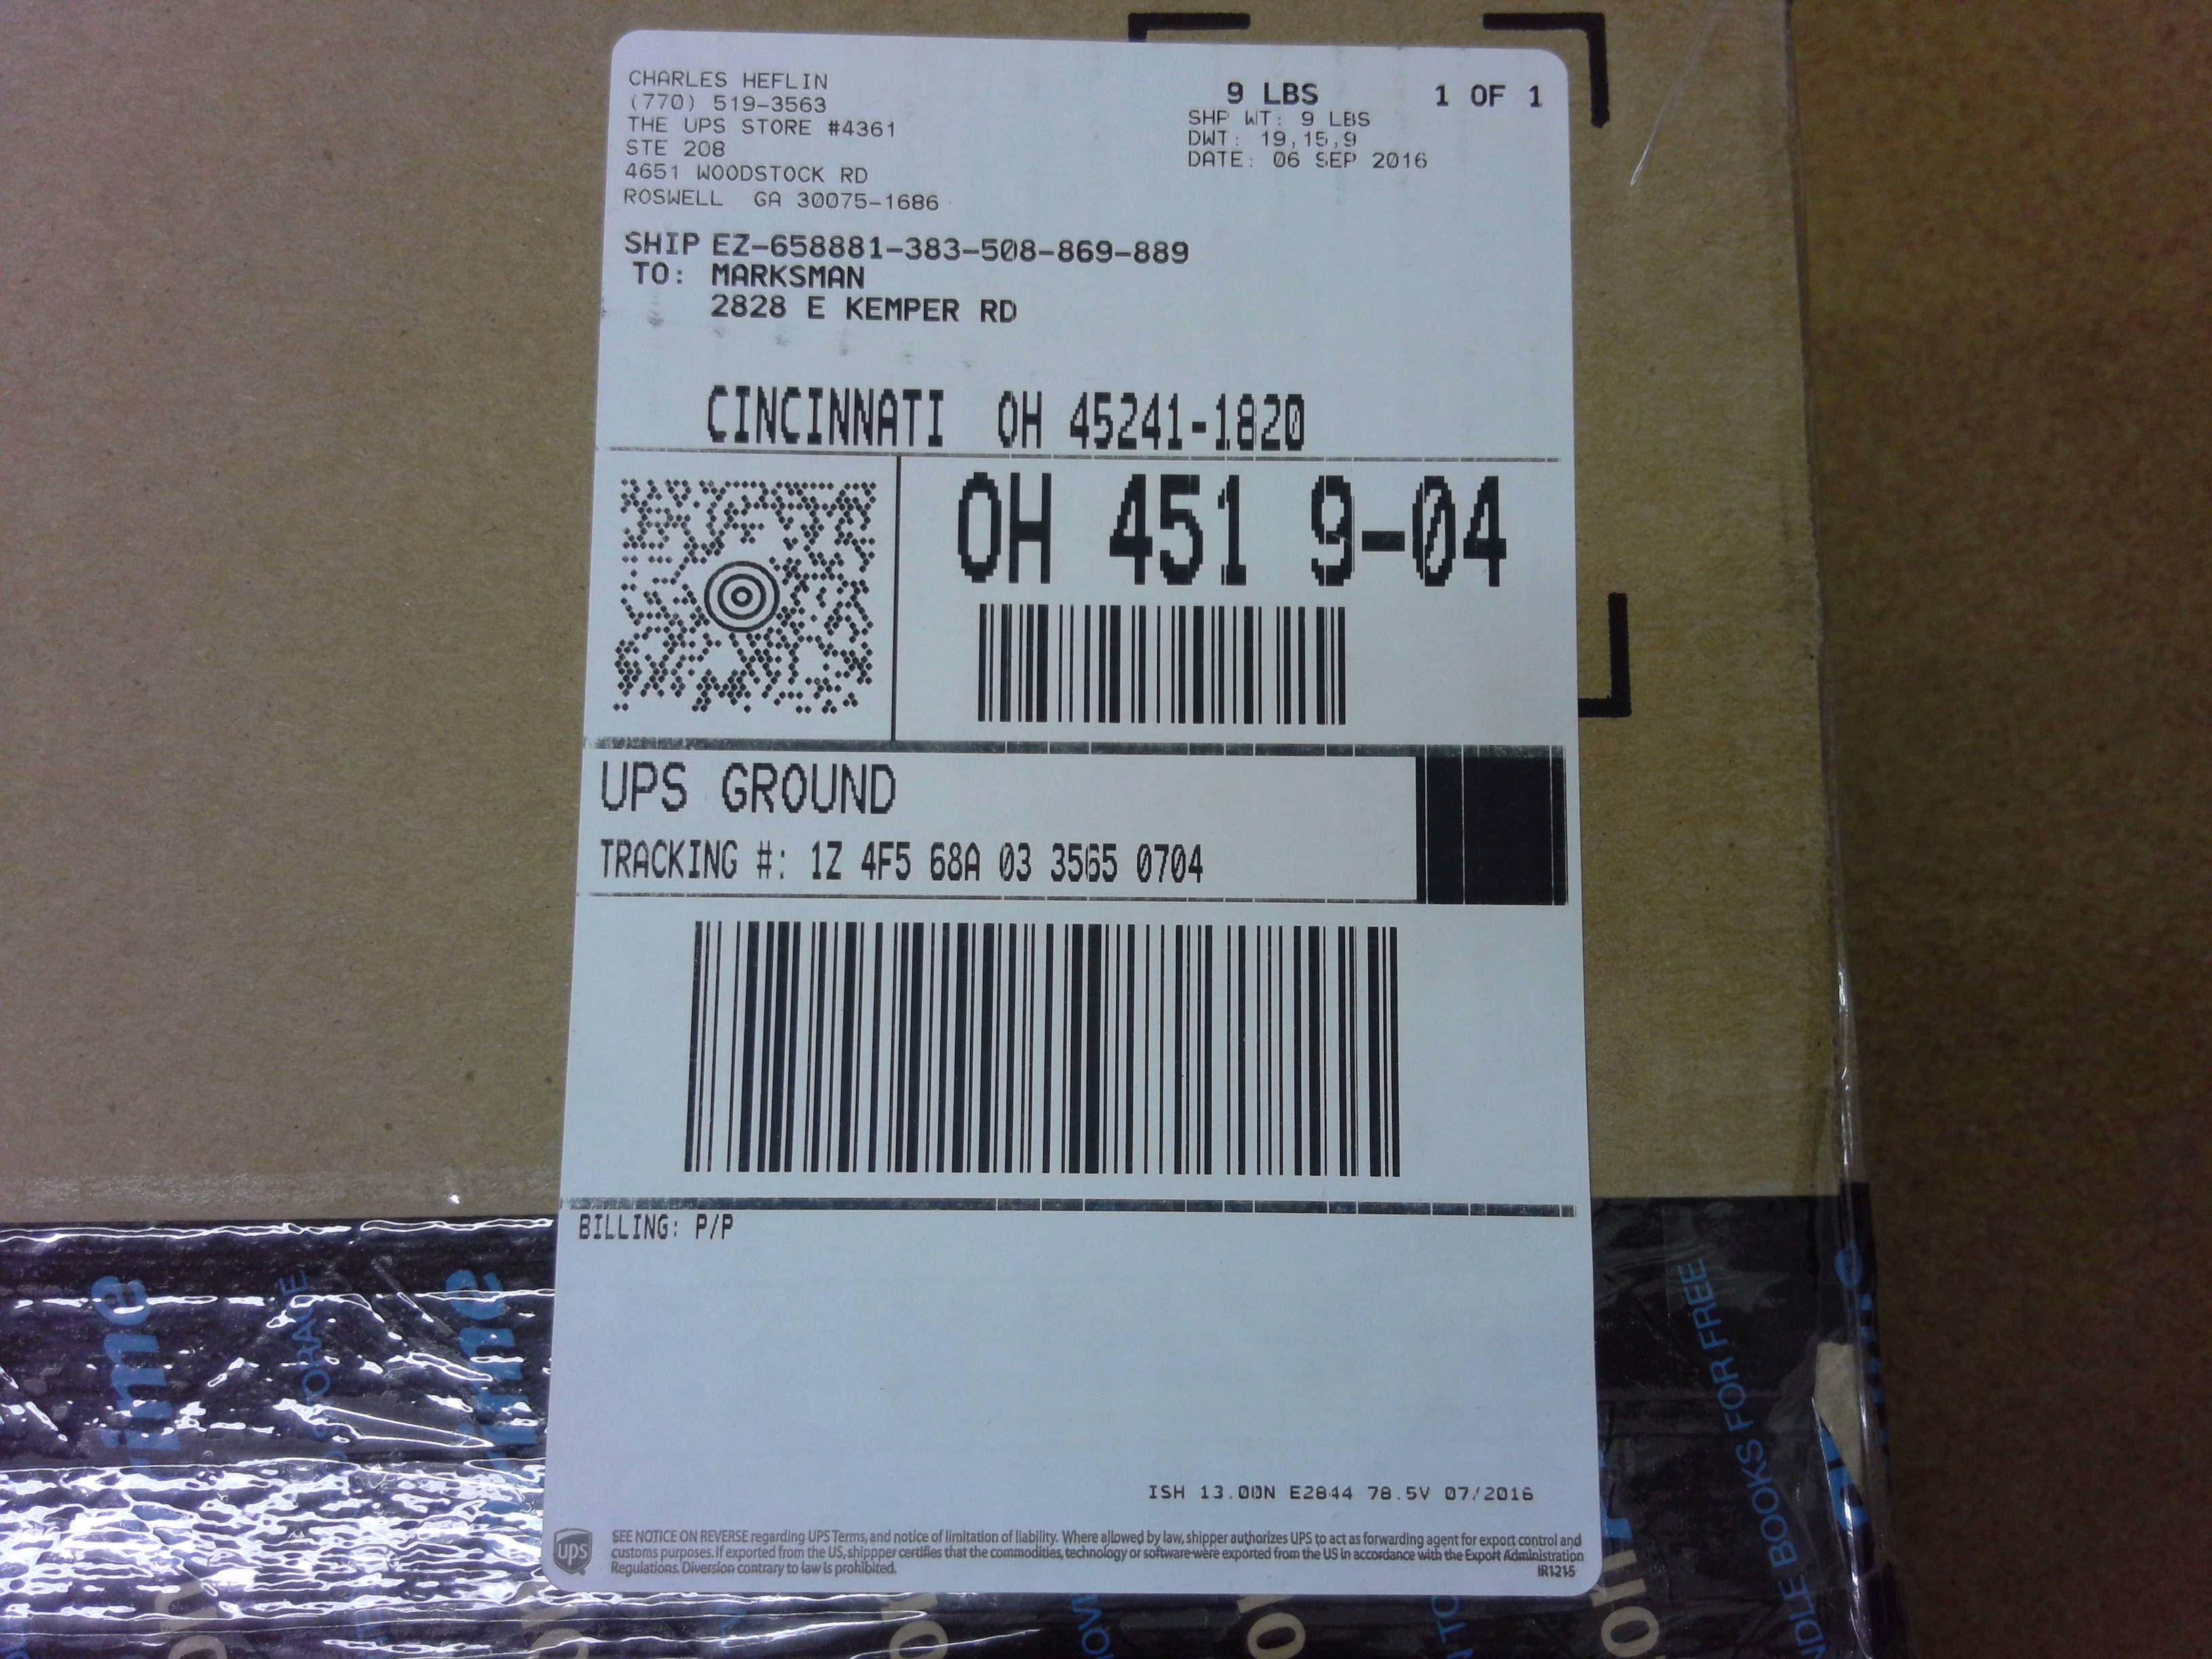 CHARLES HEFLIN
(770) 519-3563
THE UPS STORE #4361
STE 208
4651 WOODSTOCK RD
ROSWELL GA 30075-1686
9 LBS 1 OF 1
SHP WT: 9 LBS
DWT: 19,15,9
DATE: 06 SEP 2016
SHIP EZ-658881-383-508-869-889
TO: MARKSMAN
2828 E KEMPER RD
CINCINNATI OH 45241-1820
OH 451 9-04
UPS GROUND
TRACKING #: 1Z 4F5 68A 03 3565 0704
BILLING: P/P
ISH 13.00N E2844 78.5V 07/2016
ups
SEE NOTICE ON REVERSE regarding UPS Terms, and notice of limitation of liability. Where allowed by law, shipper authorizes UPS to act as forwarding agent for export control and
customs purposes. If exported from the US, shippper certifies that the commodities, technology or software were exported from the US in accordance with the Export Administration
Regulations. Diversion contrary to law is prohibited.
IR1215
BOOKS FOR FREE